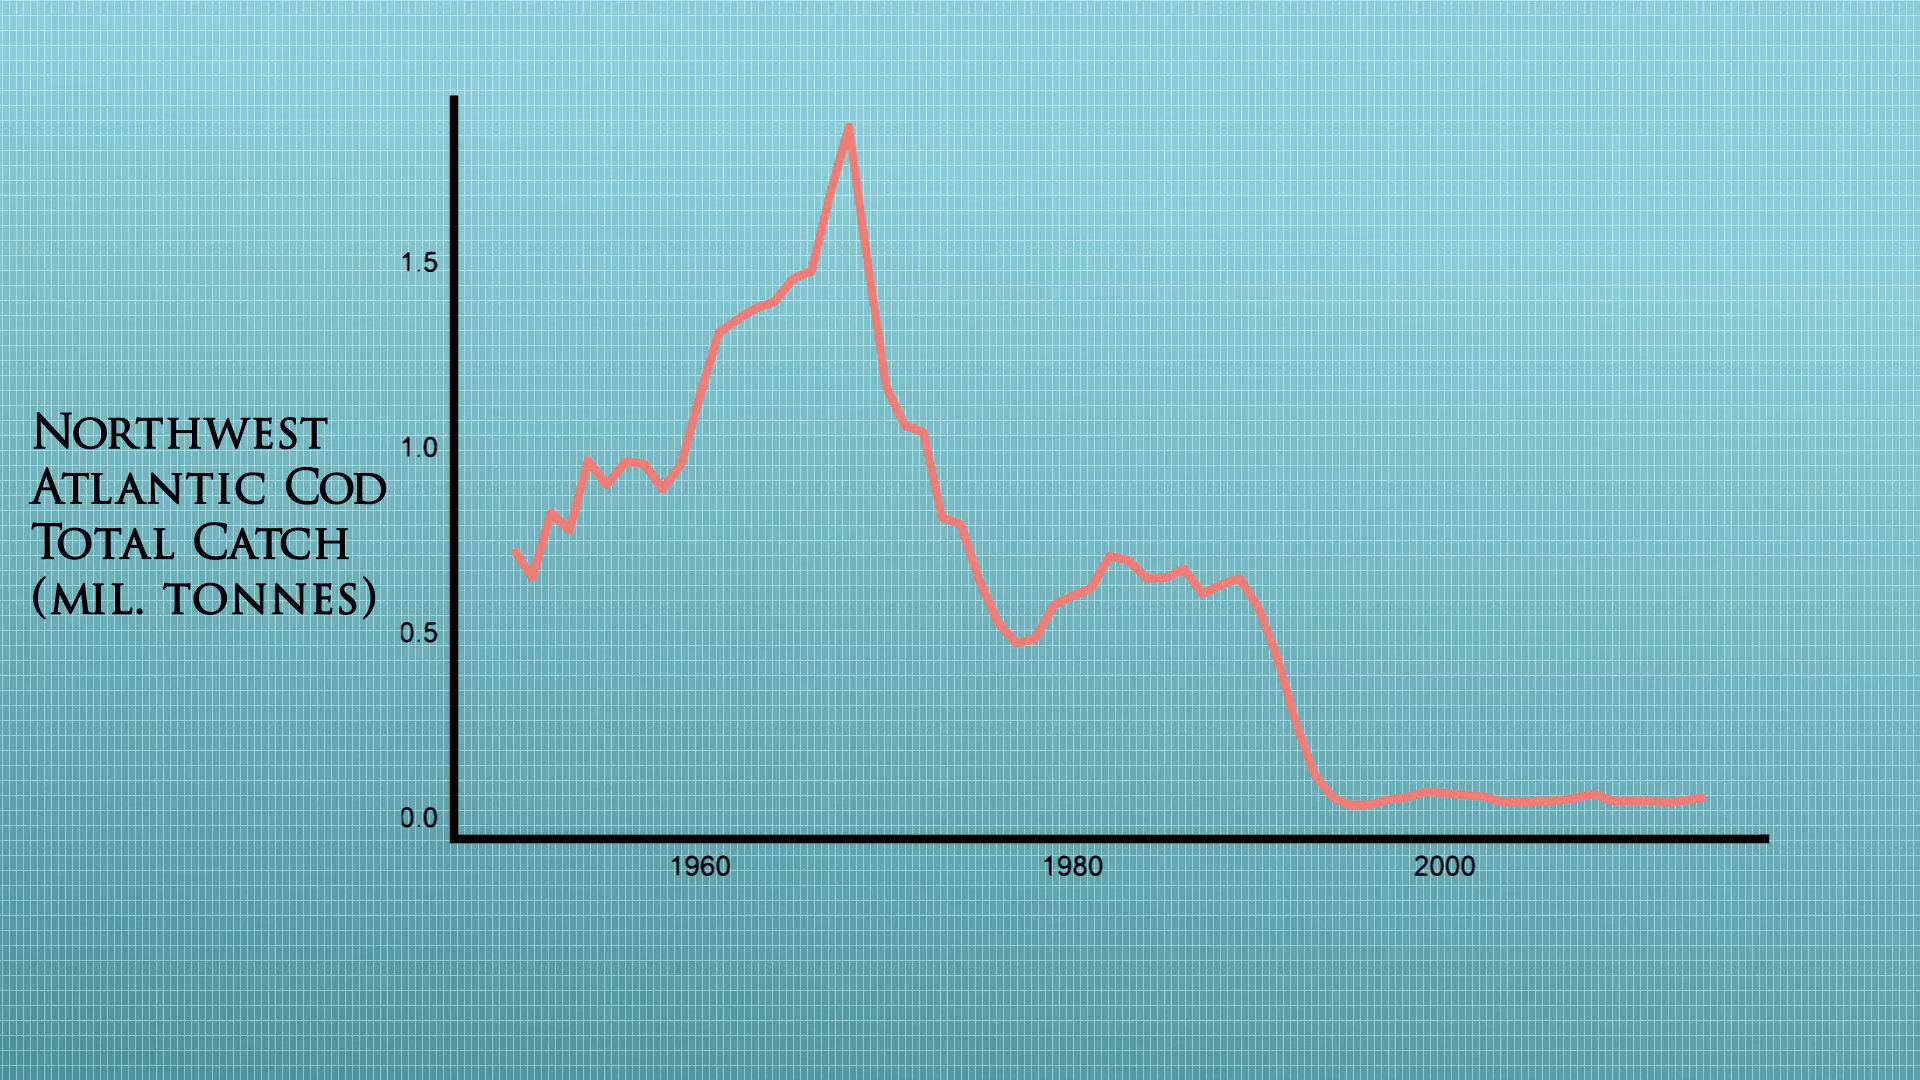 1.5
Northwest
1.0
Atlantic Cod
Total Catch
(mil. tonnes)
0.5
0.0
1960 1980 2000